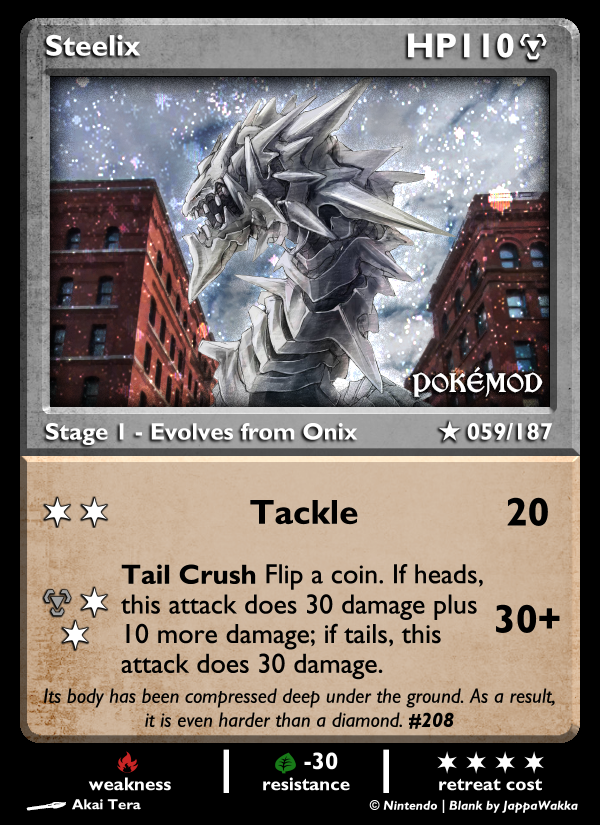 Steelix HP110
POKÉMOD
Stage 1 - Evolves from Onix ★ 059/187
Tackle 20
Tail Crush Flip a coin. If heads,
this attack does 30 damage plus
10 more damage; if tails, this
attack does 30 damage.
30+
Its body has been compressed deep under the ground. As a result,
it is even harder than a diamond. #208
-30
weakness resistance retreat cost
Akai Tera © Nintendo | Blank by JappaWakka